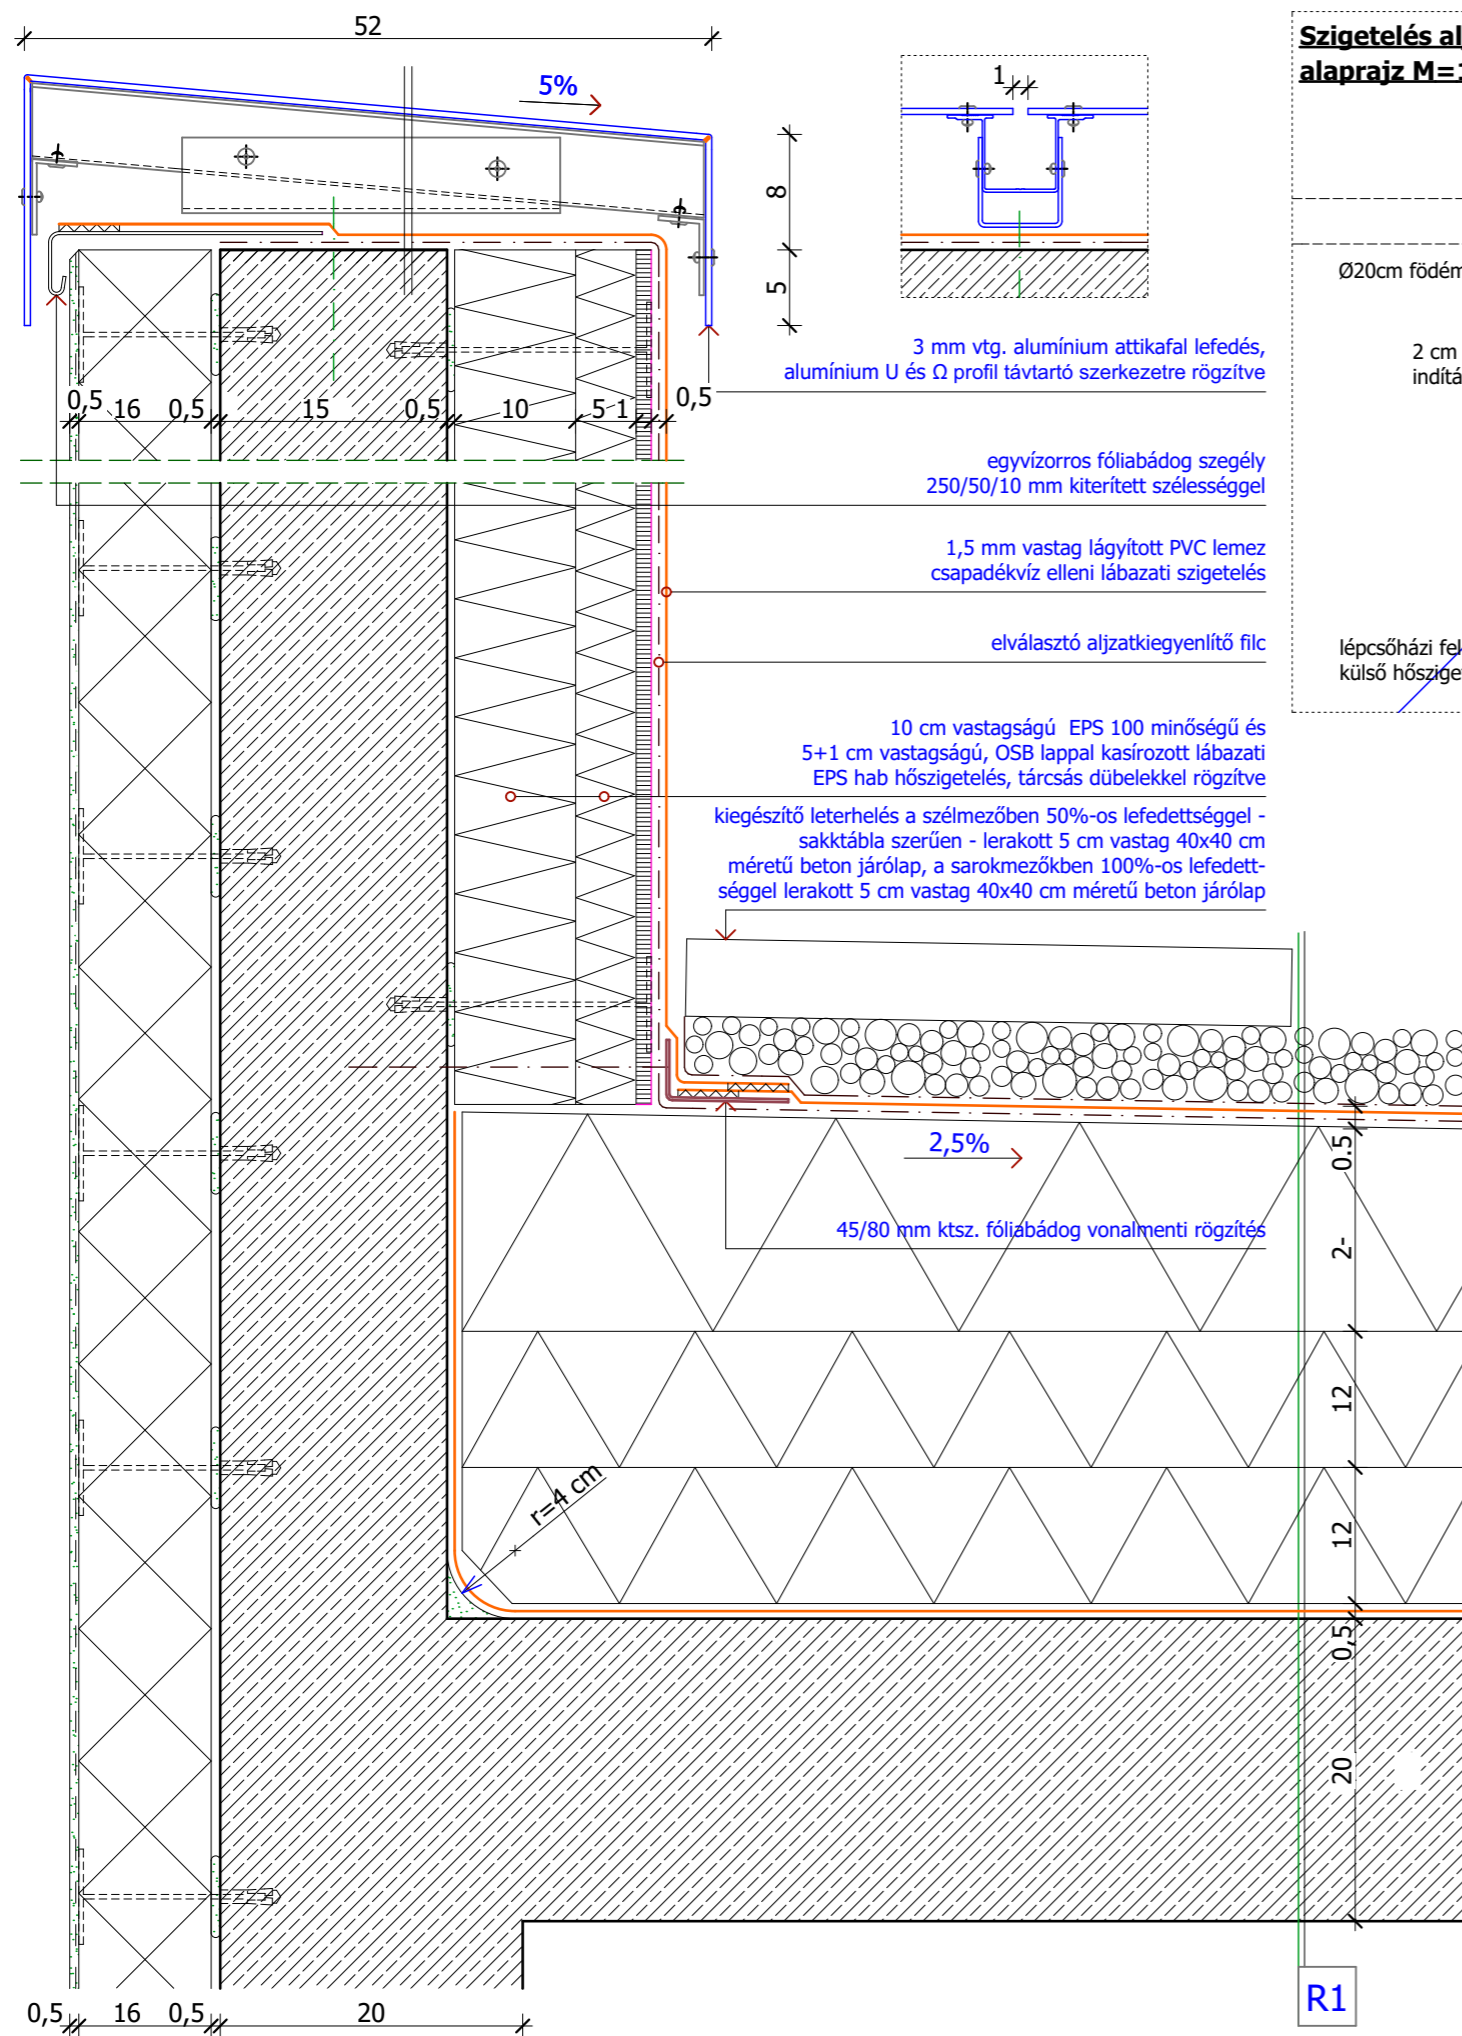 52
5%
8
5
1
Szigetelés al
alaprajz M=1
Ø20cm födém
2 cm
indítá
lépcsőházi fel
külső hősziget
3 mm vtg. alumínium attikafal lefedés,
alumínium U és Ω profil távtartó szerkezetre rögzítve
0,5 16 0,5 15 0,5 10 5 1 0,5
egyvízorros fóliabádog szegély
250/50/10 mm kiterített szélességgel
1,5 mm vastag lágyított PVC lemez
csapadékvíz elleni lábazati szigetelés
elválasztó aljzatkiegyenlítő filc
10 cm vastagságú EPS 100 minőségű és
5+1 cm vastagságú, OSB lappal kasírozott lábazati
EPS hab hőszigetelés, tárcsás dübelekkel rögzítve
kiegészítő leterhelés a szélmezőben 50%-os lefedettséggel -
sakktábla szerűen - lerakott 5 cm vastag 40x40 cm
méretű beton járólap, a sarokmezőkben 100%-os lefedett-
séggel lerakott 5 cm vastag 40x40 cm méretű beton járólap
2,5%
45/80 mm ktsz. fóliabádog vonalmenti rögzítés
0.5
2-
12
12
0,5
20
r=4 cm
R1
0,5 16 0,5 20